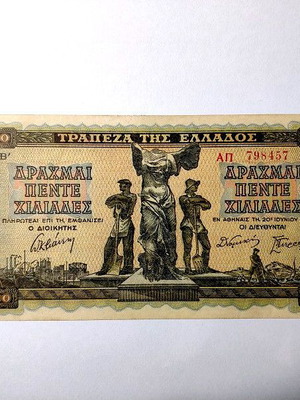 ΤΡΑΠΕΖΑ ΤΗΣ ΕΛΛΑΔΟΣ
ΑΠ 798457
ΔΡΑΧΜΑΙ
ΠΕΝΤΕ
ΧΙΛΙΑΔΕΣ
ΠΛΗΡΩΤΕΑΙ ΕΠΙ ΤΗ ΕΜΦΑΝΙΣΕΙ
Ο ΔΙΟΙΚΗΤΗΣ
ΔΡΑΧΜΑΙ
ΠΕΝΤΕ
ΧΙΛΙΑΔΕΣ
ΕΝ ΑΘΗΝΑΙΣ ΤΗ 20ῌ ΙΟΥΝΙΟΥ
ΟΙ ΔΙΕΥΘΥΝΤΑΙ